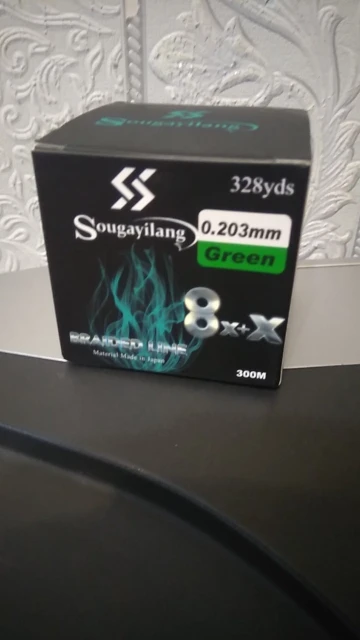 Sougayilang
328yds
Sougayilang
0.203mm
Green
8x+X
BRAIDED LINE
Material Made in Japan
300M